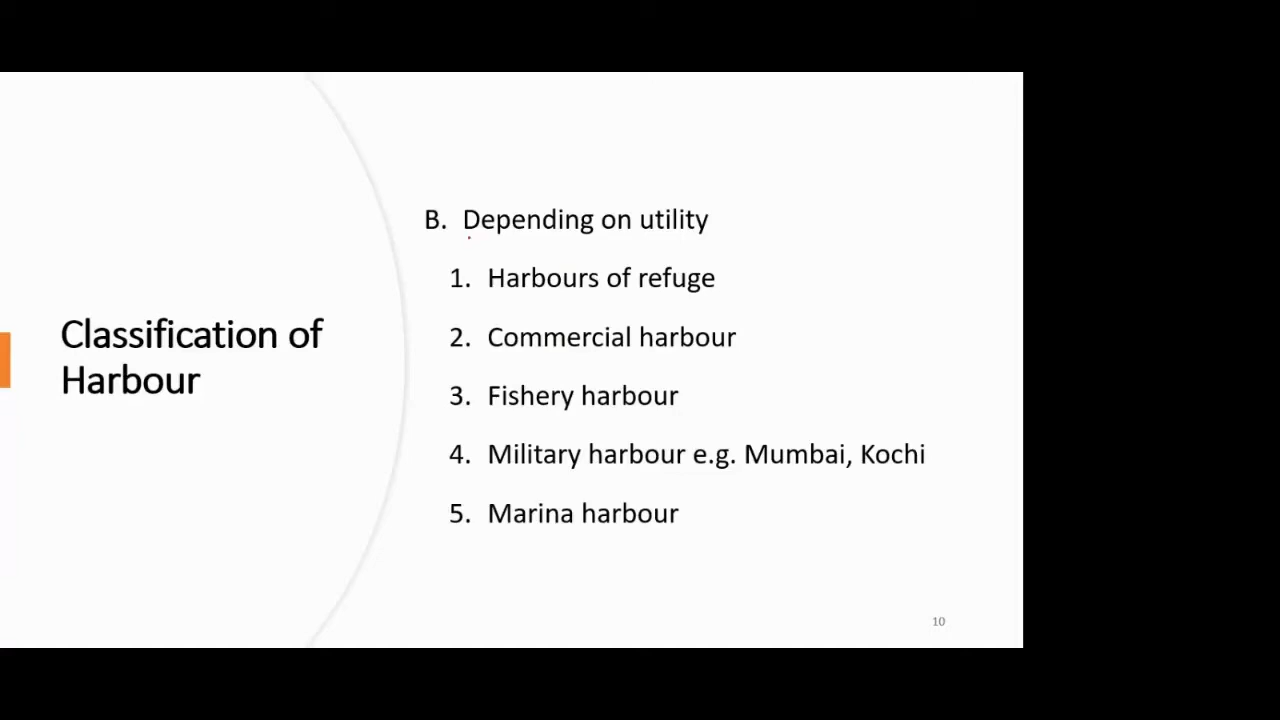 Classification of
Harbour
B. Depending on utility
1. Harbours of refuge
2. Commercial harbour
3. Fishery harbour
4. Military harbour e.g. Mumbai, Kochi
5. Marina harbour
10